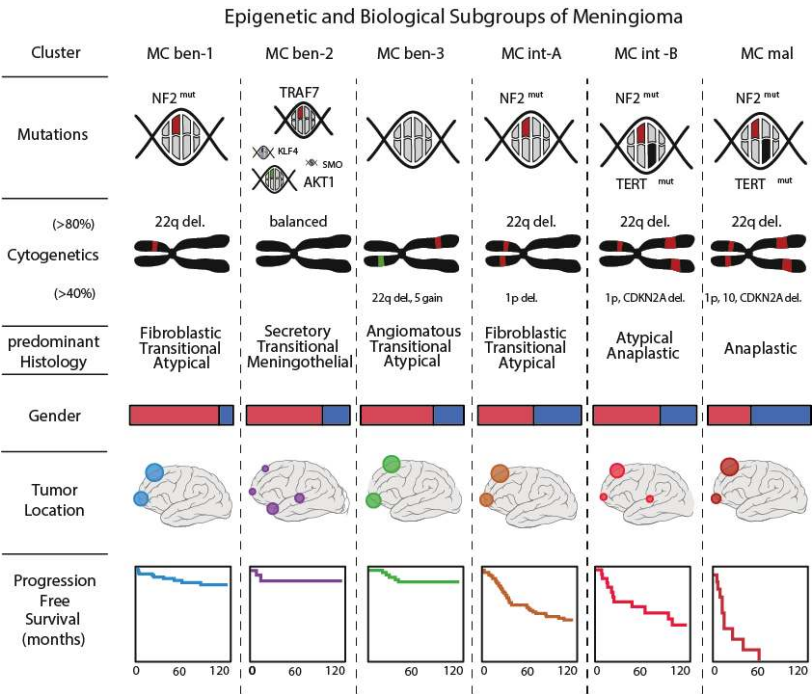 Epigenetic and Biological Subgroups of Meningioma
Cluster MC ben-1 MC ben-2 MC ben-3 MC int-A MC int -B MC mal
Mutations
NF2 mut
TRAF7
KLF4
SMO
AKT1
NF2 mut
NF2 mut
TERT mut
NF2 mut
TERT mut
(>80%) 22q del. balanced 22q del. 22q del. 22q del.
Cytogenetics
(>40%) 22q del., 5 gain 1p del. 1p, CDKN2A del. 1p, 10, CDKN2A del.
predominant
Histology
Fibroblastic
Transitional
Atypical
Secretory
Transitional
Meningothelial
Angiomatous
Transitional
Atypical
Fibroblastic
Transitional
Atypical
Atypical
Anaplastic
Anaplastic
Gender
Tumor
Location
Progression
Free
Survival
(months)
0 60 120 0 60 120 0 60 120 0 60 120 0 60 120 0 60 120